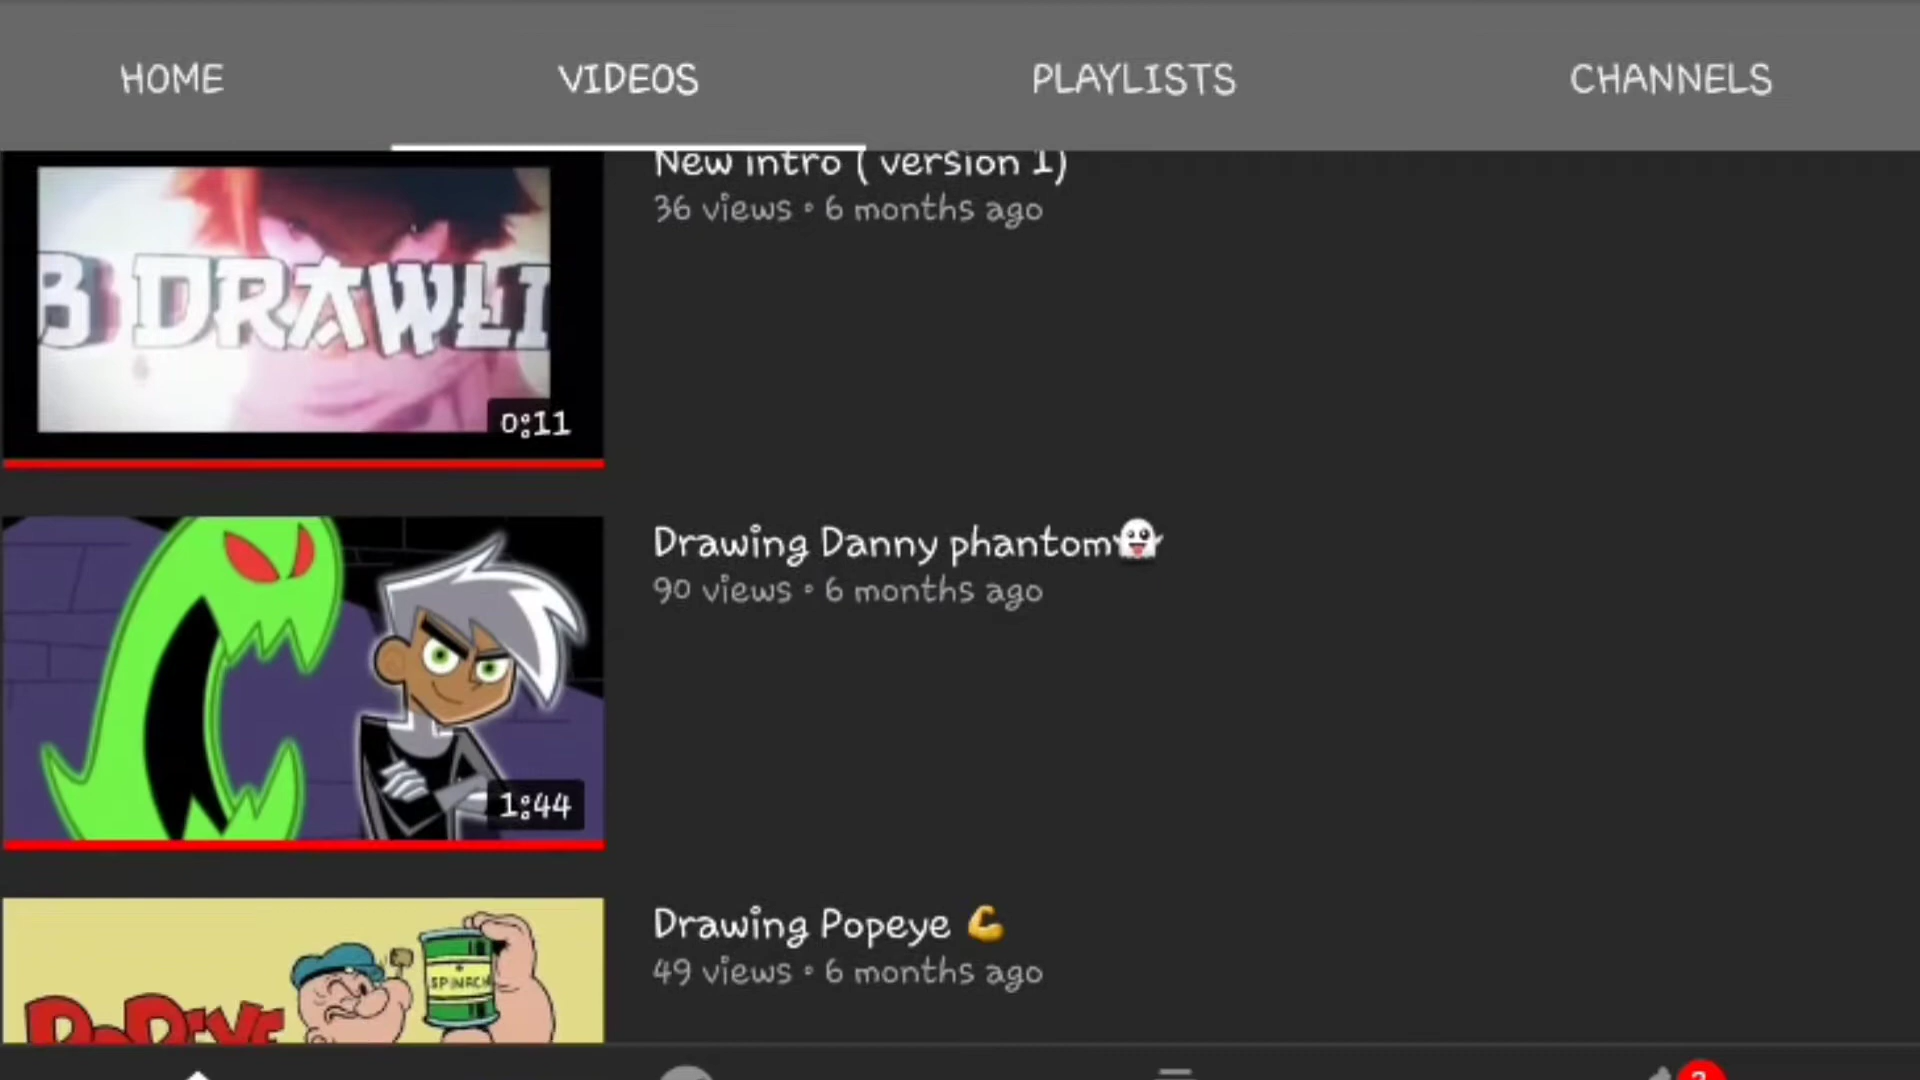 HOME VIDEOS PLAYLISTS CHANNELS
New intro ( version 1)
36 views • 6 months ago
B DRAWLI
0:11
Drawing Danny phantom👻
90 views • 6 months ago
1:44
Drawing Popeye 💪
49 views • 6 months ago
SPINACH
POPEYE